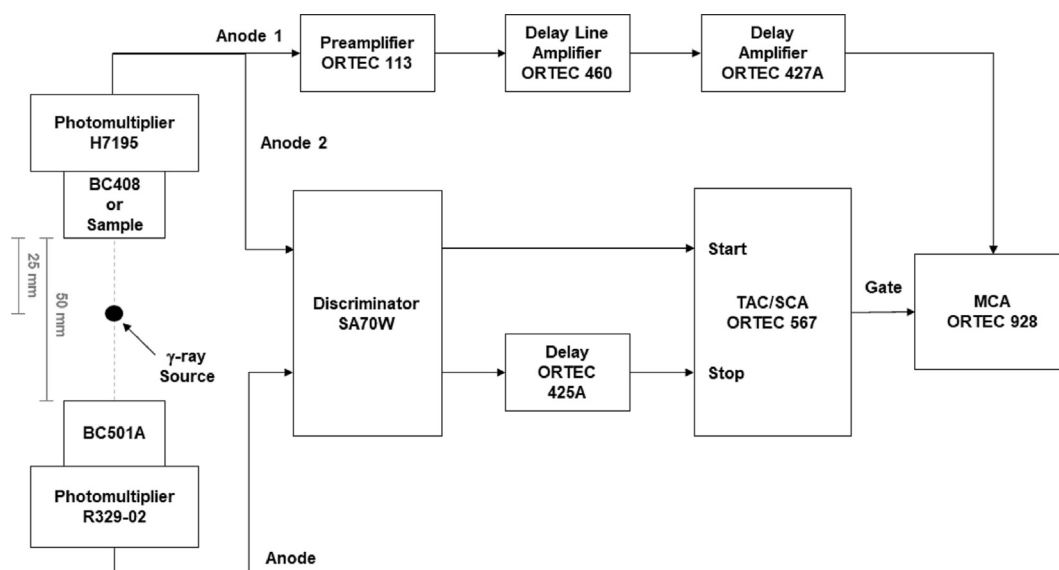 Anode 1
Preamplifier
ORTEC 113
Delay Line
Amplifier
ORTEC 460
Delay
Amplifier
ORTEC 427A
Photomultiplier
H7195
Anode 2
BC408
or
Sample
25 mm
50 mm
γ-ray
Source
Discriminator
SA70W
Start
TAC/SCA
ORTEC 567
Stop
Delay
ORTEC
425A
Gate
MCA
ORTEC 928
BC501A
Photomultiplier
R329-02
Anode